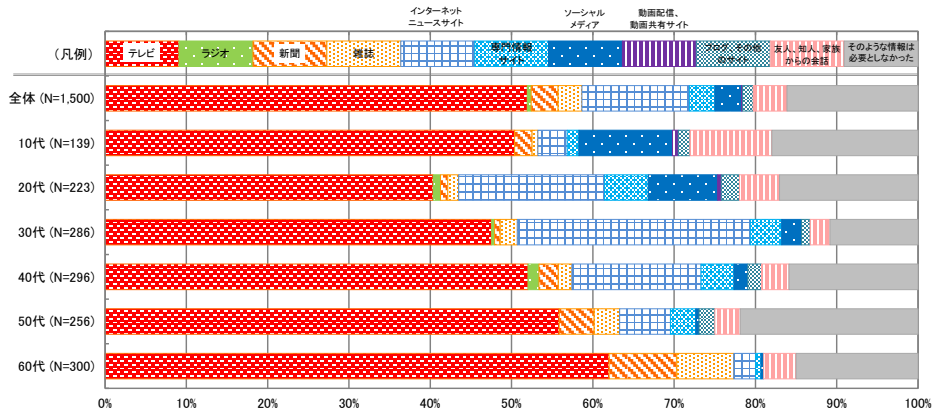 インターネット
ニュースサイト
ソーシャル
メディア
動画配信、
動画共有サイト
(凡例)
テレビ
ラジオ
新聞
雑誌
専門情報
サイト
ブログ、その他
のサイト
友人、知人、家族
からの会話
そのような情報は
必要としなかった
全体 (N=1,500)
10代 (N=139)
20代 (N=223)
30代 (N=286)
40代 (N=296)
50代 (N=256)
60代 (N=300)
0%
10%
20%
30%
40%
50%
60%
70%
80%
90%
100%